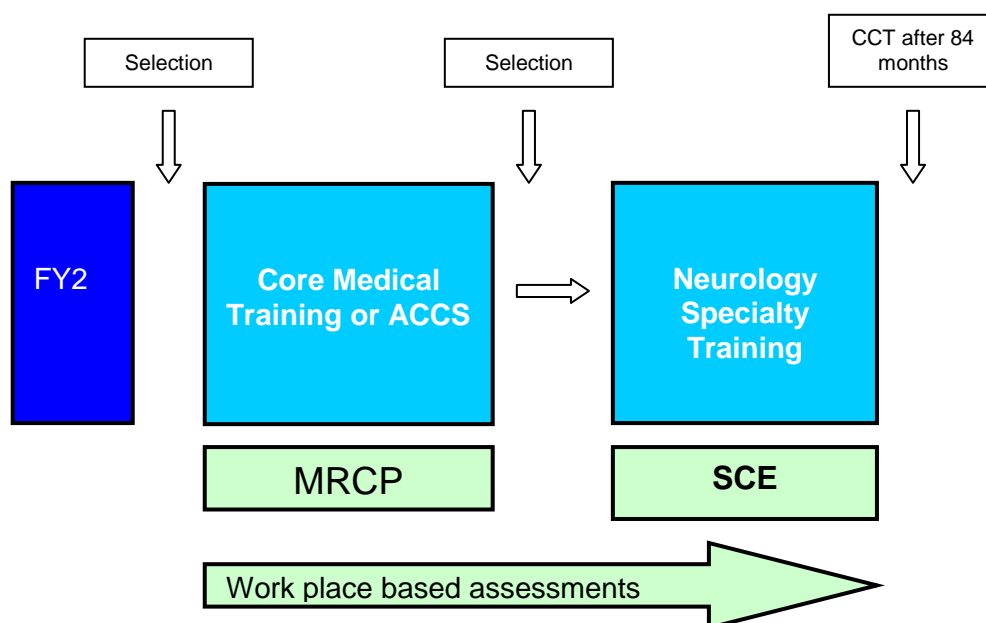 Selection
Selection
CCT after 84
months
FY2
Core Medical
Training or ACCS
Neurology
Specialty
Training
MRCP
SCE
Work place based assessments